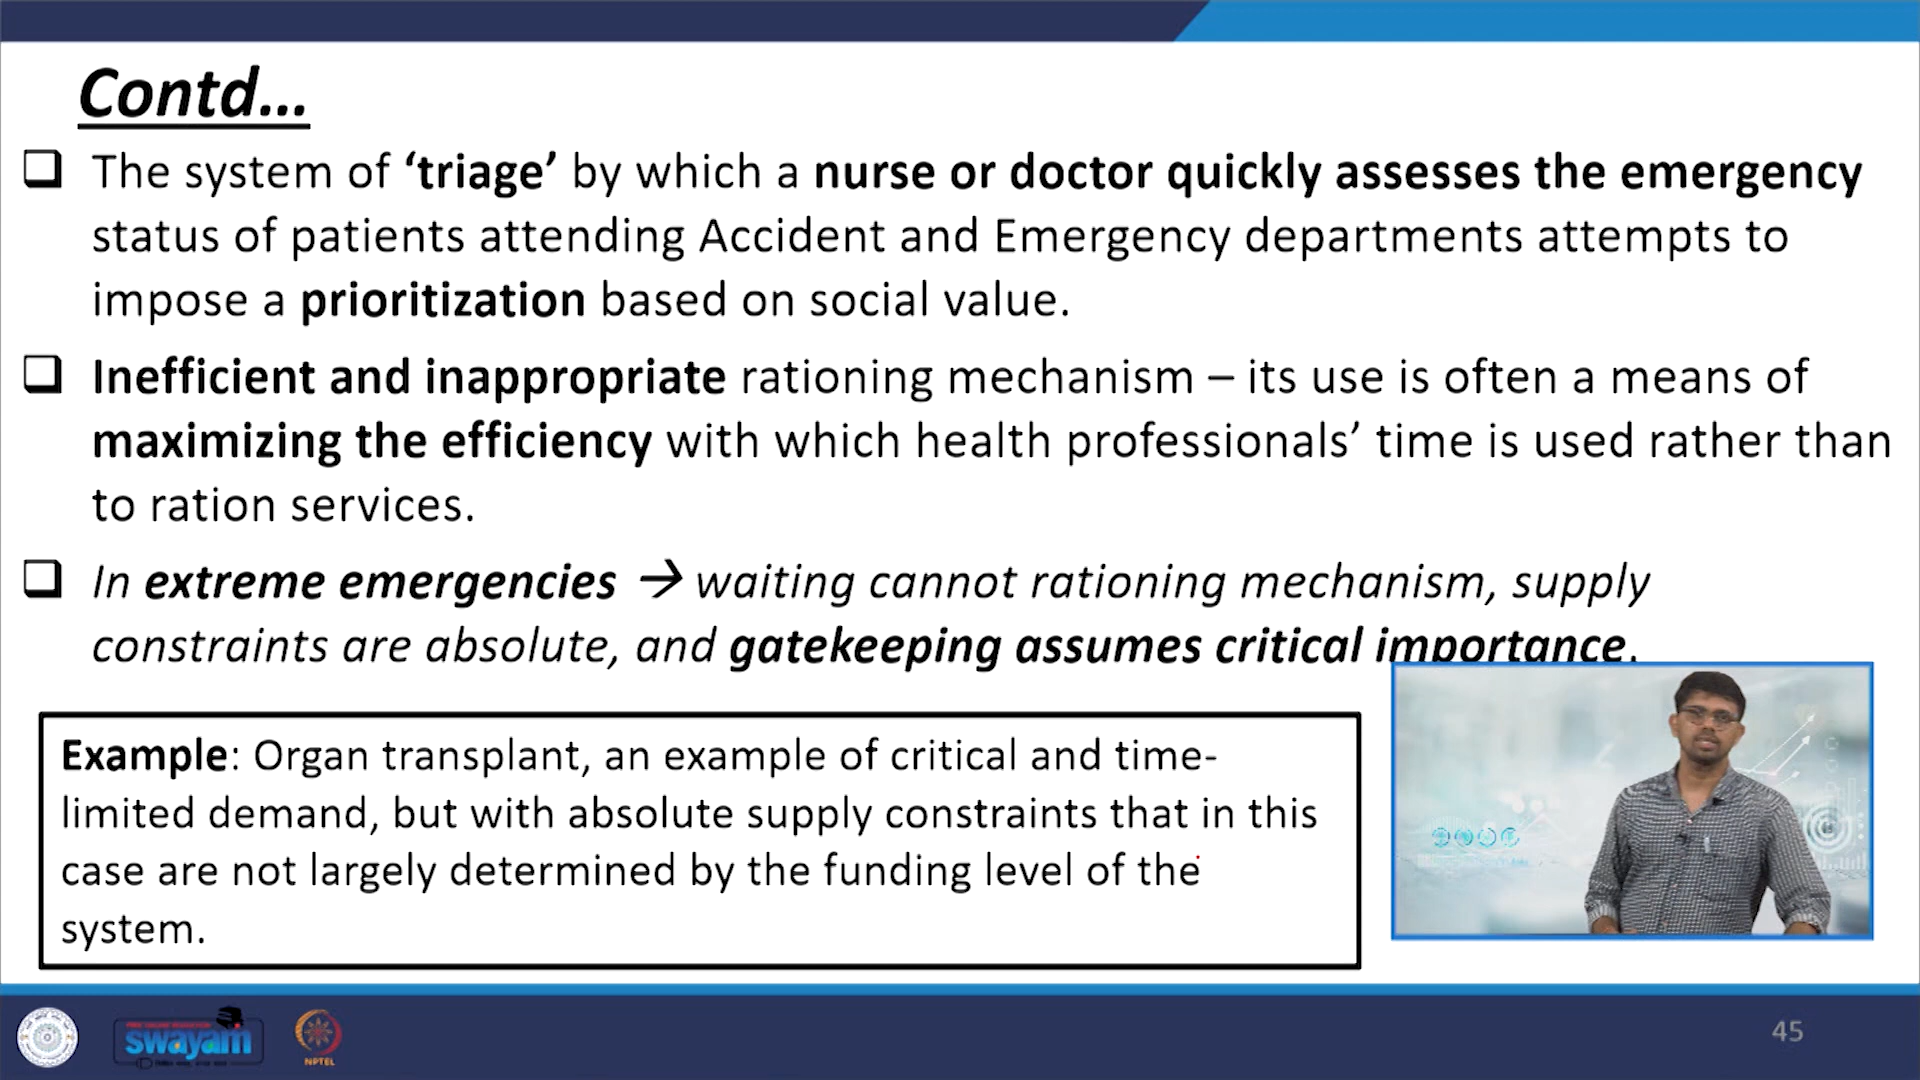 Contd...
❑ The system of ‘triage’ by which a nurse or doctor quickly assesses the emergency
status of patients attending Accident and Emergency departments attempts to
impose a prioritization based on social value.
❑ Inefficient and inappropriate rationing mechanism – its use is often a means of
maximizing the efficiency with which health professionals’ time is used rather than
to ration services.
❑ In extreme emergencies → waiting cannot rationing mechanism, supply
constraints are absolute, and gatekeeping assumes critical importance.
Example: Organ transplant, an example of critical and time-
limited demand, but with absolute supply constraints that in this
case are not largely determined by the funding level of the
system.
swayam
NPTEL
45